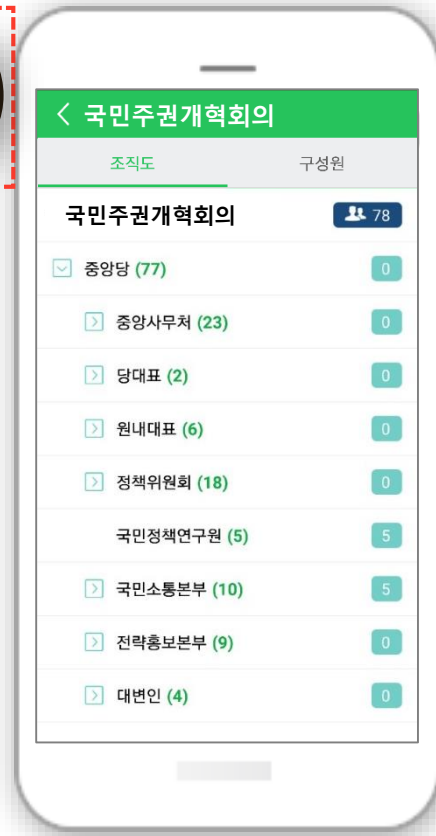 국민주권개혁회의
조직도 구성원
국민주권개혁회의 78
중앙당 (77) 0
중앙사무처 (23) 0
당대표 (2) 0
원내대표 (6) 0
정책위원회 (18) 0
국민정책연구원 (5) 5
국민소통본부 (10) 5
전략홍보본부 (9) 0
대변인 (4) 0